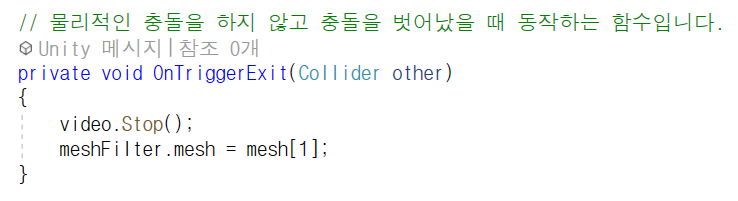 // 물리적인 충돌을 하지 않고 충돌을 벗어났을 때 동작하는 함수입니다.
Unity 메시지 | 참조 0개
private void OnTriggerExit(Collider other)
{
    video.Stop();
    meshFilter.mesh = mesh[1];
}